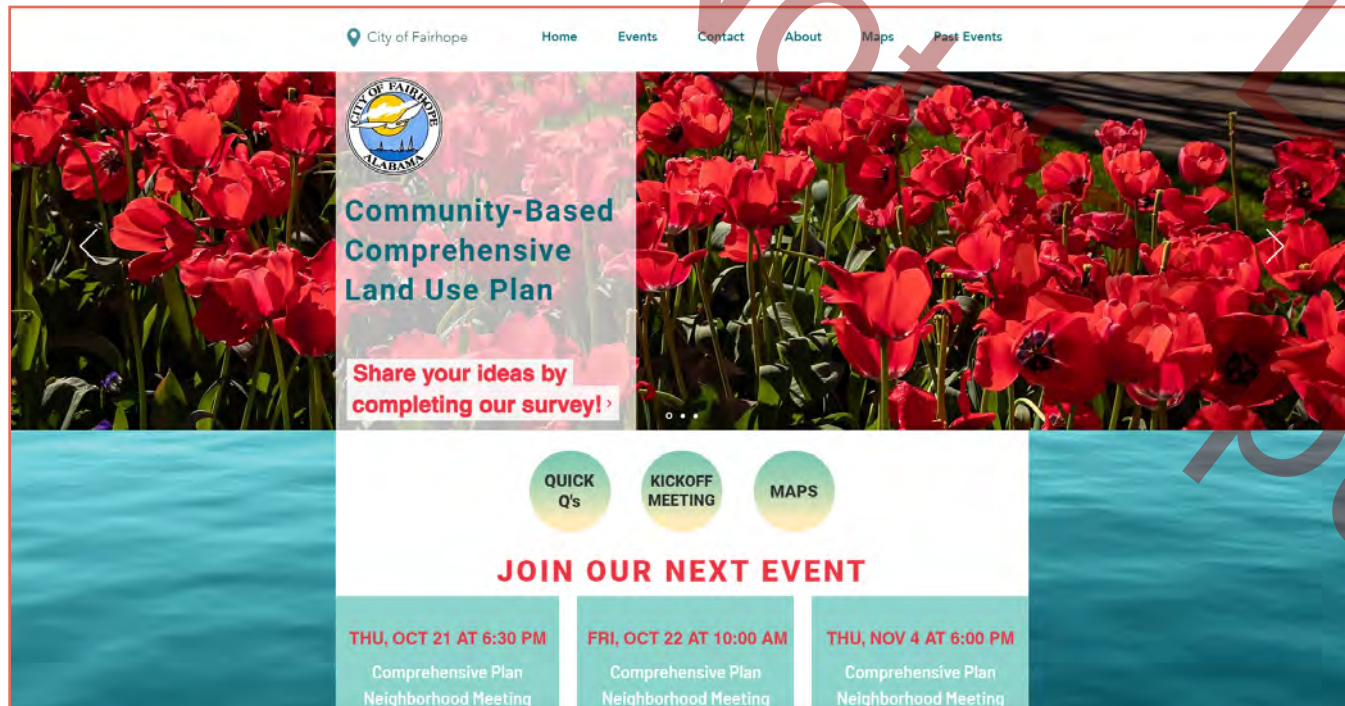 City of Fairhope
Home Events Contact About Maps Past Events
CITY OF FAIRHOPE
ALABAMA
Community-Based
Comprehensive
Land Use Plan
Share your ideas by
completing our survey! ›
QUICK
Q's
KICKOFF
MEETING
MAPS
JOIN OUR NEXT EVENT
THU, OCT 21 AT 6:30 PM
Comprehensive Plan
Neighborhood Meeting
FRI, OCT 22 AT 10:00 AM
Comprehensive Plan
Neighborhood Meeting
THU, NOV 4 AT 6:00 PM
Comprehensive Plan
Neighborhood Meeting